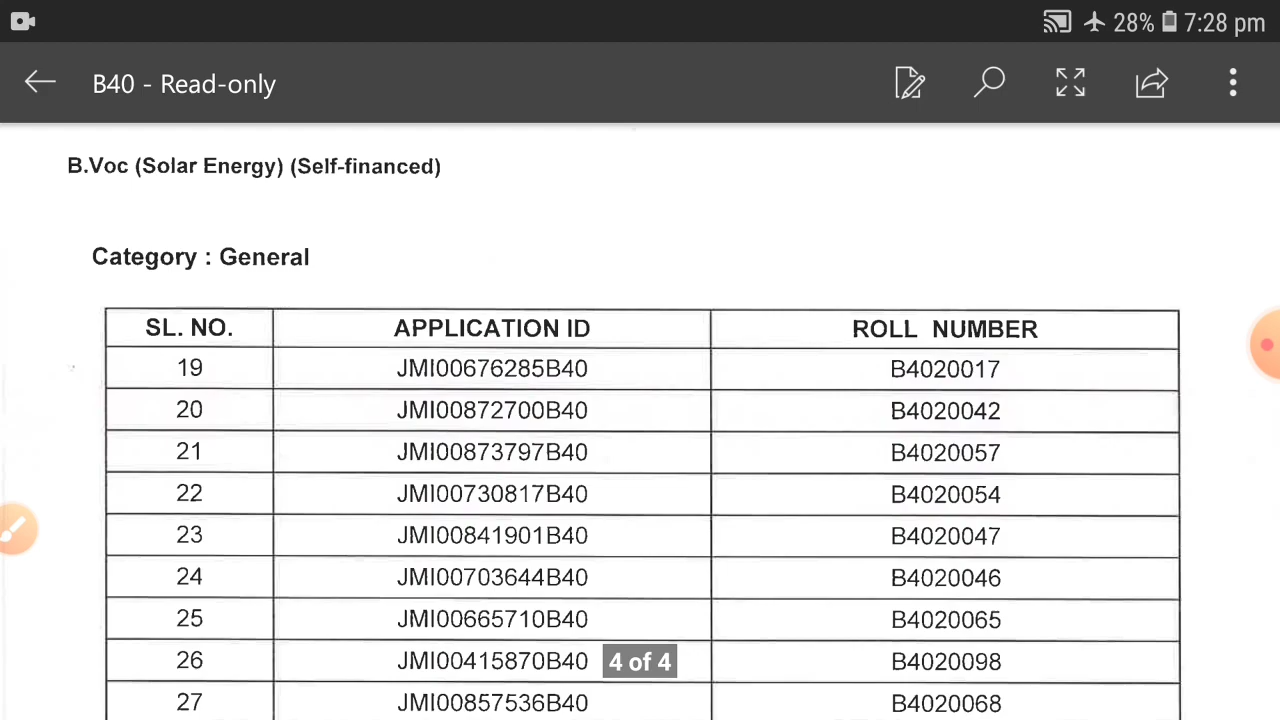 28% 7:28 pm
B40 - Read-only
B.Voc (Solar Energy) (Self-financed)
Category : General
SL. NO. APPLICATION ID ROLL NUMBER
19 JMI00676285B40 B4020017
20 JMI00872700B40 B4020042
21 JMI00873797B40 B4020057
22 JMI00730817B40 B4020054
23 JMI00841901B40 B4020047
24 JMI00703644B40 B4020046
25 JMI00665710B40 B4020065
26 JMI00415870B40 4 of 4 B4020098
27 JMI00857536B40 B4020068